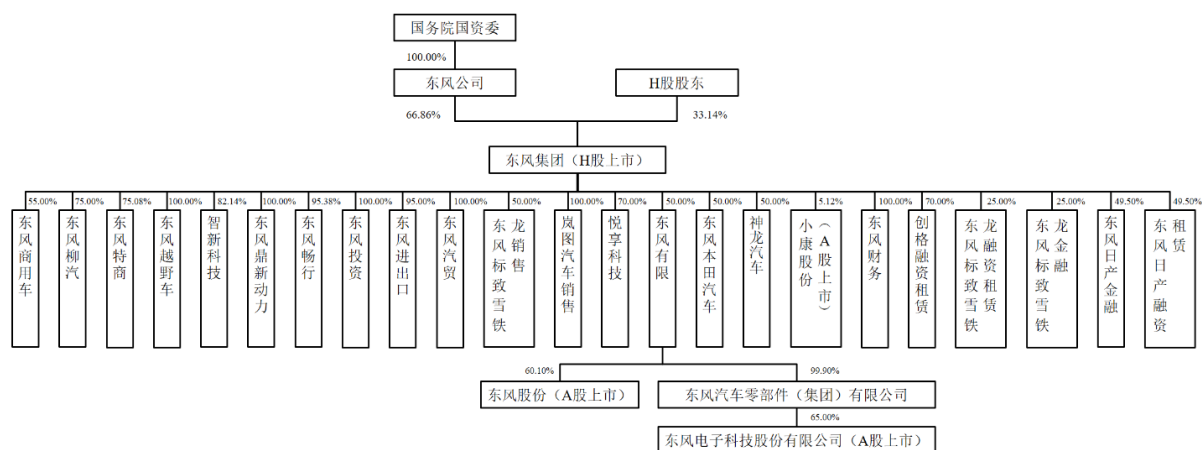 国务院国资委
100.00%
东风公司
H股股东
66.86%
33.14%
东风集团（H股上市）
55.00%
75.00%
75.08%
100.00%
82.14%
100.00%
95.38%
100.00%
95.00%
100.00%
50.00%
100.00%
70.00%
50.00%
50.00%
50.00%
5.12%
100.00%
70.00%
25.00%
25.00%
49.50%
49.50%
东风商用车
东风柳汽
东风特商
东风越野车
智新科技
东风鼎新动力
东风畅行
东风投资
东风进出口
东风汽贸
东风标致雪铁
龙销售
岚图汽车销售
悦享科技
东风有限
东风本田汽车
神龙汽车
小康股份
（A股上市）
东风财务
创格融资租赁
东风标致雪铁
龙融资租赁
东风标致雪铁
龙金融
东风日产金融
东风日产融资
租赁
60.10%
99.90%
东风股份（A股上市）
东风汽车零部件（集团）有限公司
65.00%
东风电子科技股份有限公司（A股上市）